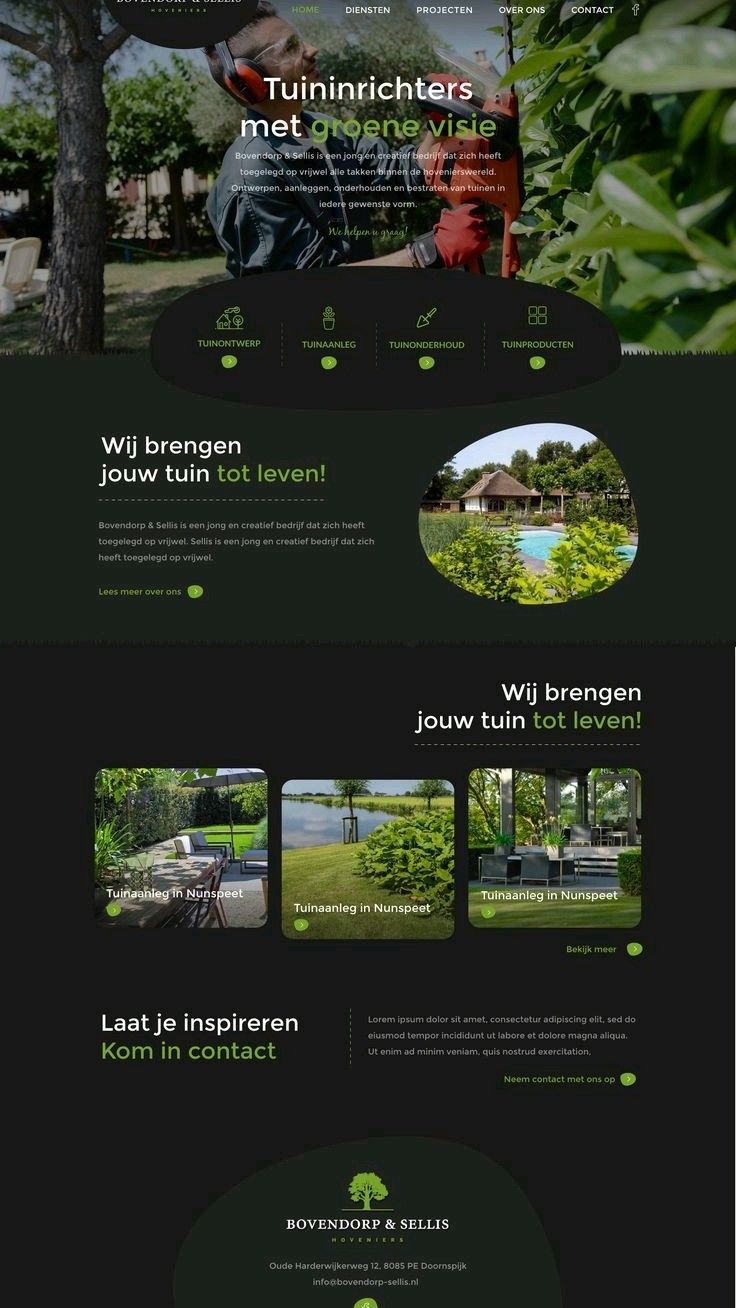 BOVENDORP & SELLIS
HOVENIERS
HOME DIENSTEN PROJECTEN OVER ONS CONTACT
Tuininrichters
met groene visie
Bovendorp & Sellis is een jong en creatief bedrijf dat zich heeft
toegelegd op vrijwel alle takken binnen de hovenierswereld.
Ontwerpen, aanleggen, onderhouden en bestraten van tuinen in
iedere gewenste vorm.
We helpen u graag!
TUINONTWERP TUINAANLEG TUINONDERHOUD TUINPRODUCTEN
Wij brengen
jouw tuin tot leven!
Bovendorp & Sellis is een jong en creatief bedrijf dat zich heeft
toegelegd op vrijwel. Sellis is een jong en creatief bedrijf dat zich
heeft toegelegd op vrijwel.
Lees meer over ons
Wij brengen
jouw tuin tot leven!
Tuinaanleg in Nunspeet
Tuinaanleg in Nunspeet
Tuinaanleg in Nunspeet
Bekijk meer
Laat je inspireren
Kom in contact
Lorem ipsum dolor sit amet, consectetur adipiscing elit, sed do
eiusmod tempor incididunt ut labore et dolore magna aliqua.
Ut enim ad minim veniam, quis nostrud exercitation,
Neem contact met ons op
BOVENDORP & SELLIS
HOVENIERS
Oude Harderwijkerweg 12, 8085 PE Doornspijk
info@bovendorp-sellis.nl